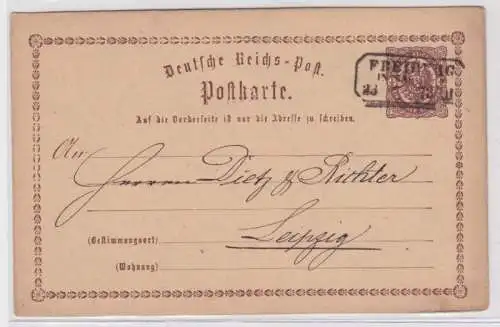 Deutsche Reichs-Post.
FREIBERG
Postkarte.
Auf die Vorderseite ist nur die Adresse zu schreiben.
An
Herren Dietz & Richter
(Bestimmungsort) Leipzig
(Wohnung)